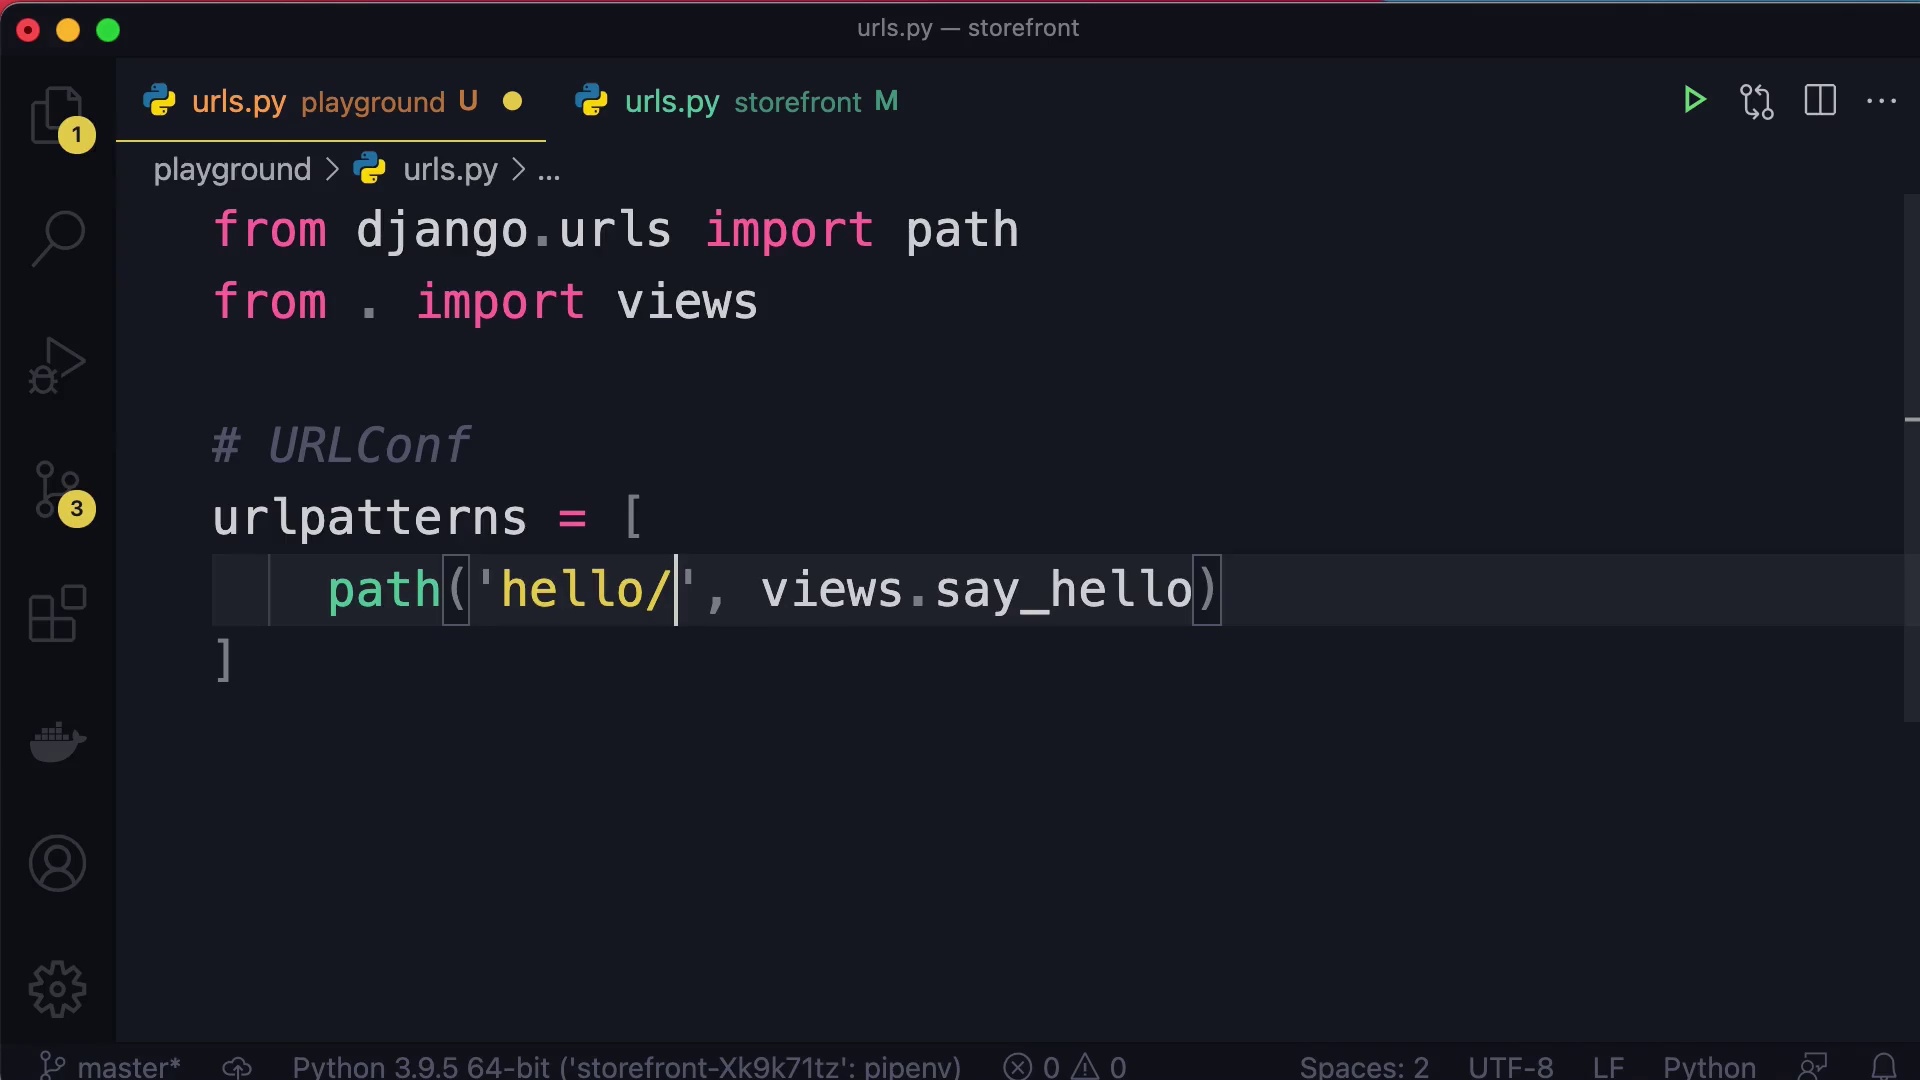 urls.py — storefront
urls.py playground U
urls.py storefront M
playground > urls.py > ...
from django.urls import path
from . import views
# URLConf
urlpatterns = [
path('hello/', views.say_hello)
]
1
3
master*
Python 3.9.5 64-bit ('storefront-Xk9k71tz': pipenv)
0
0
Spaces: 2
UTF-8
LF
Python